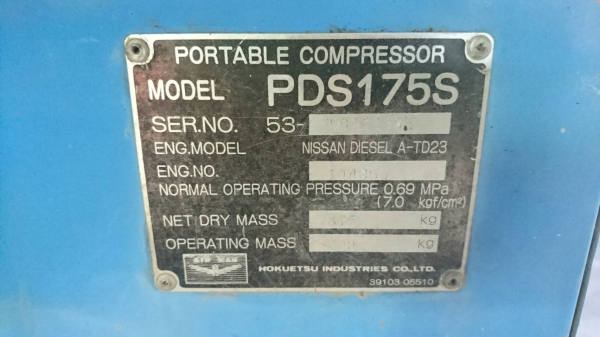 PORTABLE COMPRESSOR
MODEL PDS175S
SER.NO. 53-
ENG.MODEL NISSAN DIESEL A-TD23
ENG.NO.
NORMAL OPERATING PRESSURE 0.69 MPa
(7.0 kgf/cm²)
NET DRY MASS kg
OPERATING MASS kg
AIR MAN
HOKUETSU INDUSTRIES CO.,LTD.
39103 05510